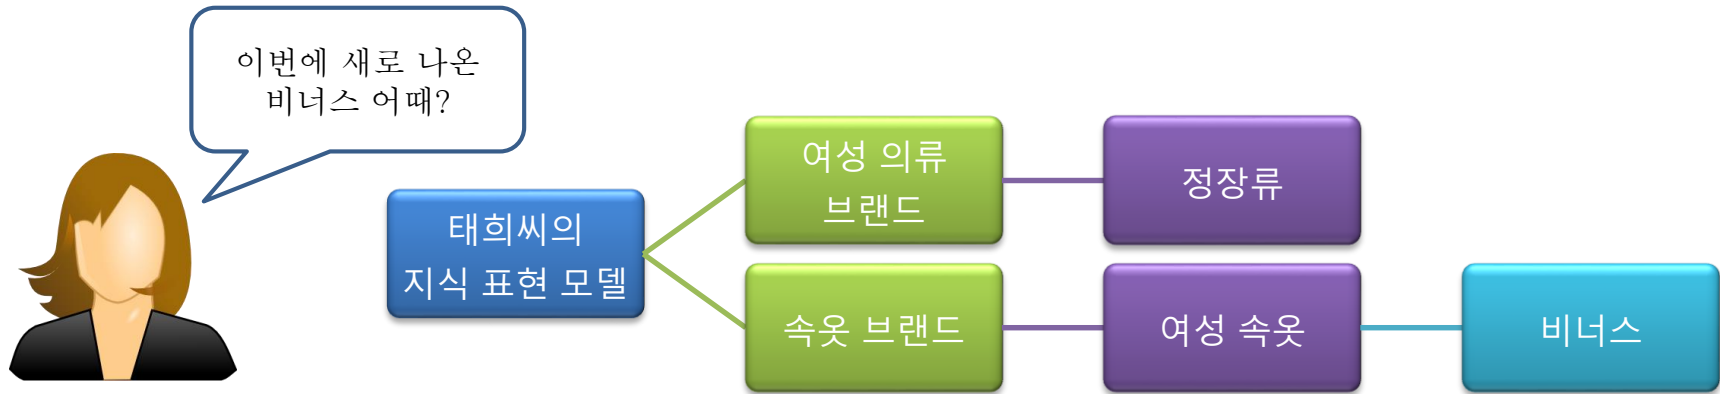 이번에 새로 나온
비너스 어때?
태희씨의
지식 표현 모델
여성 의류
브랜드
정장류
속옷 브랜드
여성 속옷
비너스